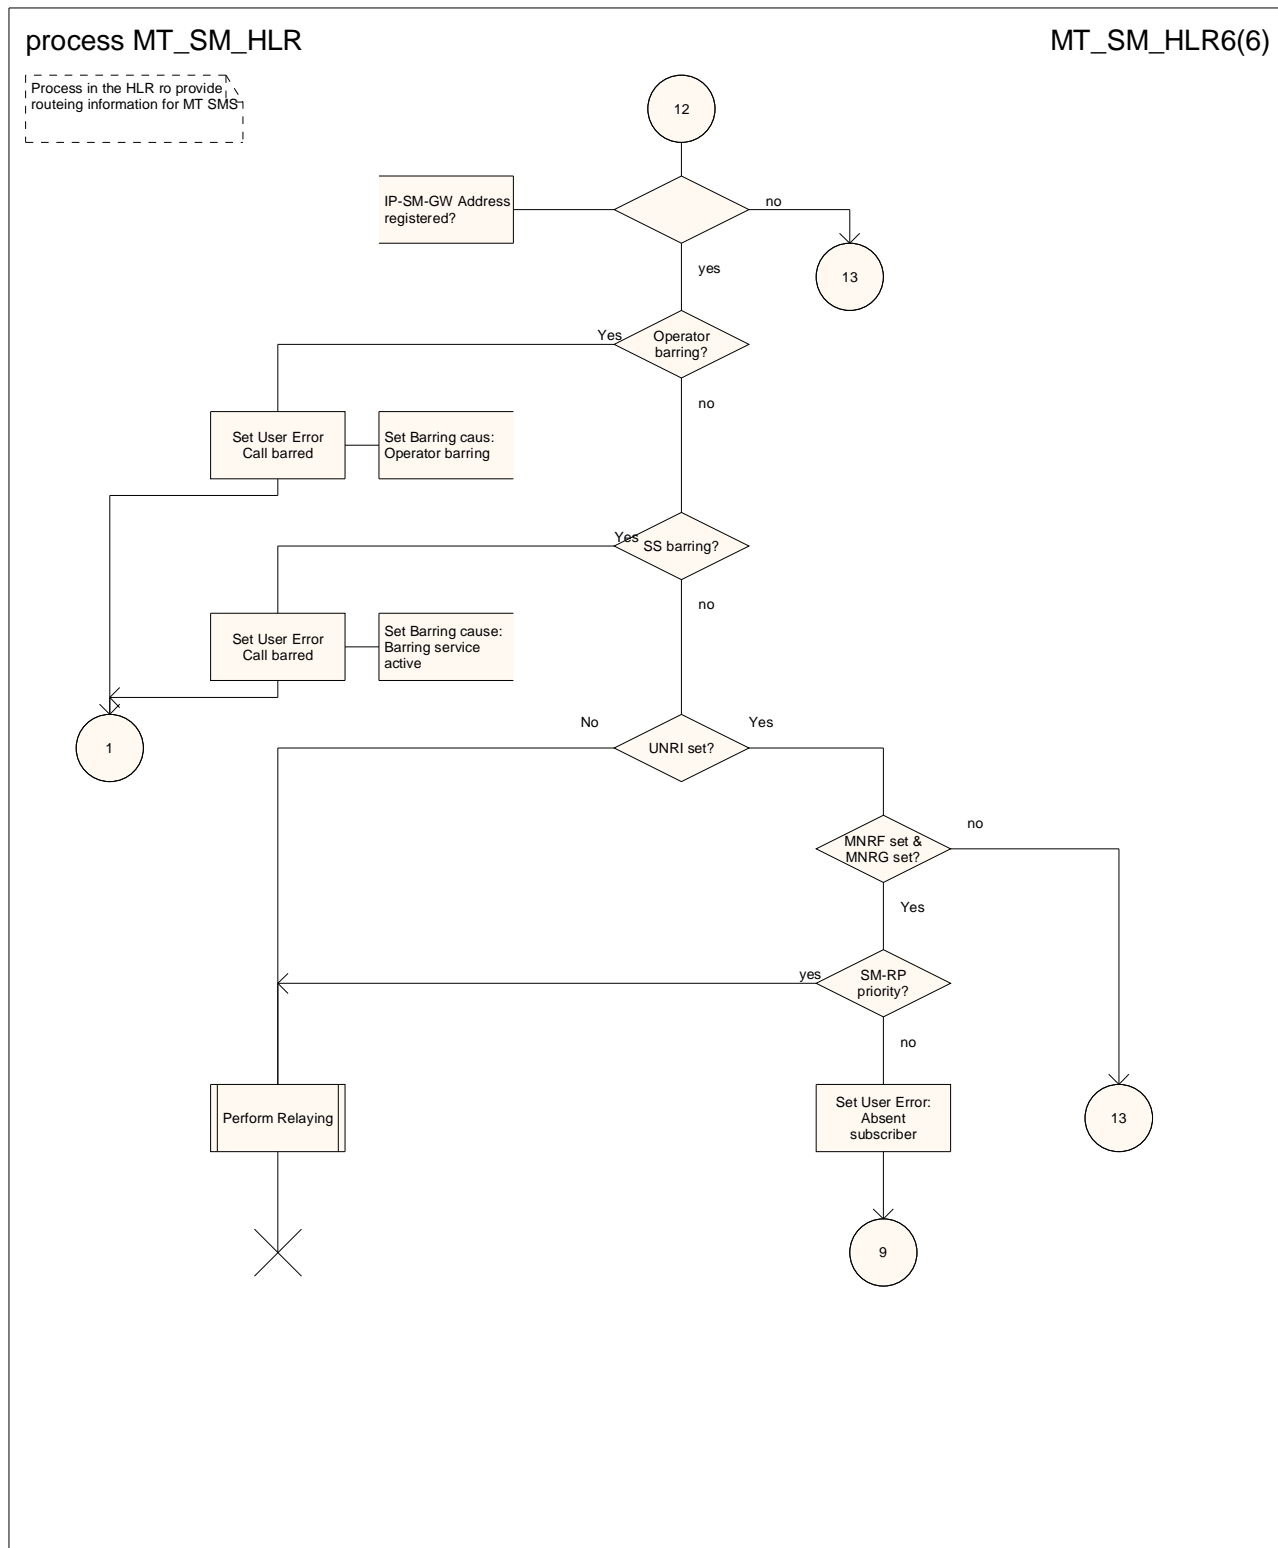 process MT_SM_HLR
MT_SM_HLR6(6)
Process in the HLR ro provide
routeing information for MT SMS
12
IP-SM-GW Address
registered?
no
13
yes
Operator
barring?
Yes
no
Set User Error
Call barred
Set Barring caus:
Operator barring
Yes
SS barring?
no
Set User Error
Call barred
Set Barring cause:
Barring service
active
1
No
UNRI set?
Yes
MNRF set &
MNRG set?
no
Yes
yes
SM-RP
priority?
no
Perform Relaying
Set User Error:
Absent
subscriber
13
9